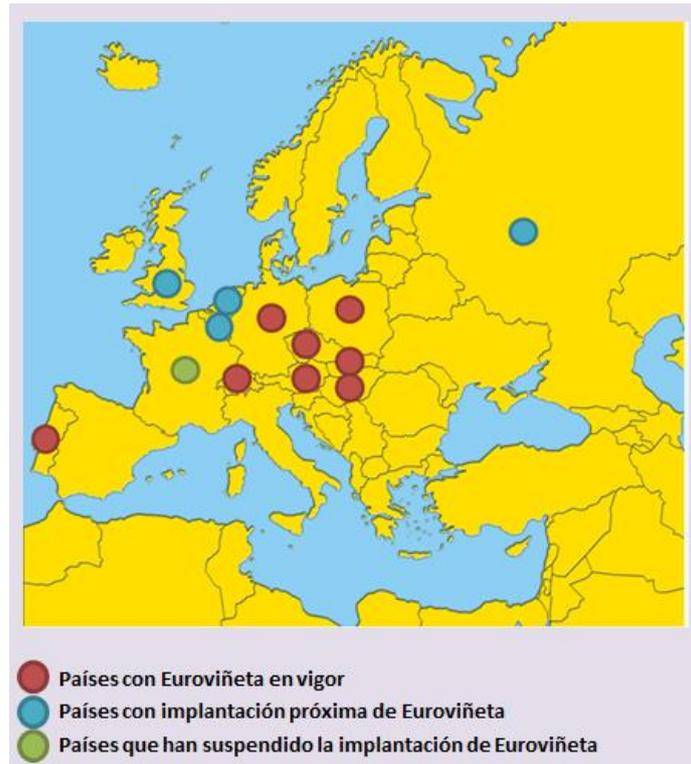 Países con Euroviñeta en vigor
Países con implantación próxima de Euroviñeta
Países que han suspendido la implantación de Euroviñeta